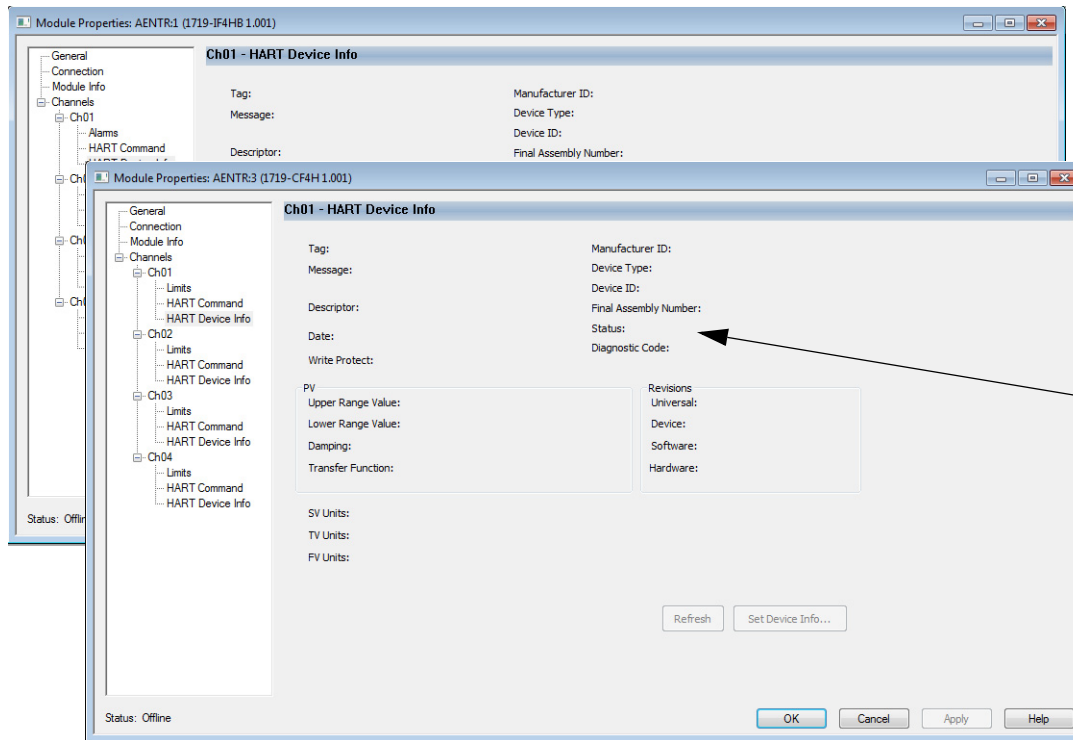 Module Properties: AENTR:1 (1719-IF4HB 1.001)
General
Connection
Module Info
Channels
Ch01
Alarms
HART Command
Ch01 - HART Device Info
Tag:
Message:
Descriptor:
Manufacturer ID:
Device Type:
Device ID:
Final Assembly Number:
Module Properties: AENTR:3 (1719-CF4H 1.001)
General
Connection
Module Info
Channels
Ch01
Limits
HART Command
HART Device Info
Ch02
Limits
HART Command
HART Device Info
Ch03
Limits
HART Command
HART Device Info
Ch04
Limits
HART Command
HART Device Info
Ch01 - HART Device Info
Tag:
Message:
Descriptor:
Date:
Write Protect:
Manufacturer ID:
Device Type:
Device ID:
Final Assembly Number:
Status:
Diagnostic Code:
PV
Upper Range Value:
Lower Range Value:
Damping:
Transfer Function:
Revisions
Universal:
Device:
Software:
Hardware:
SV Units:
TV Units:
FV Units:
Refresh
Set Device Info...
Status: Offline
OK
Cancel
Apply
Help